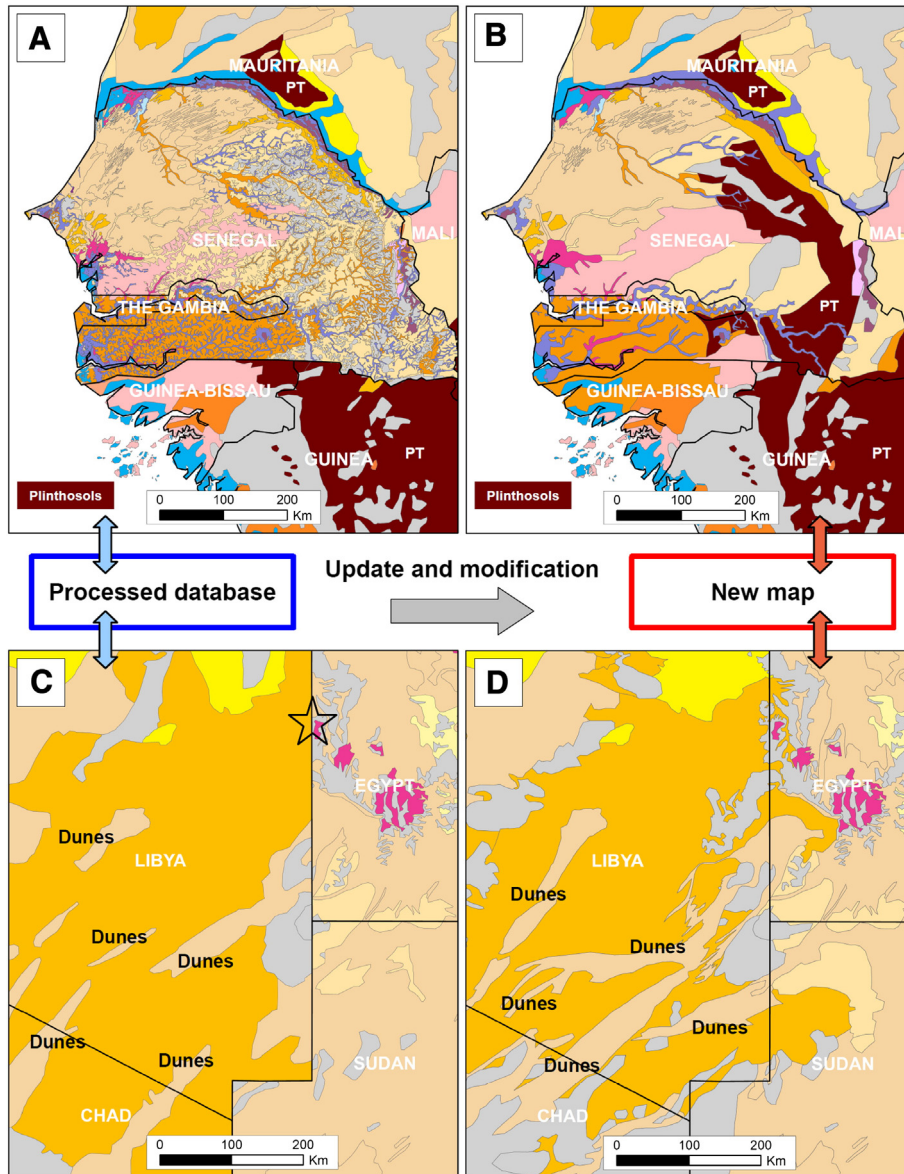 A
MAURITANIA
PT
SENEGAL
MALI
THE GAMBIA
GUINEA-BISSAU
GUINEA
PT
Plinthosols
0 100 200
Km
B
MAURITANIA
PT
SENEGAL
MALI
THE GAMBIA
PT
GUINEA-BISSAU
GUINEA
PT
Plinthosols
0 100 200
Km
Processed database
Update and modification
New map
C
EGYPT
Dunes
LIBYA
Dunes
Dunes
Dunes
Dunes
SUDAN
CHAD
0 100 200
Km
D
EGYPT
LIBYA
Dunes
Dunes
Dunes
Dunes
Dunes
SUDAN
CHAD
0 100 200
Km